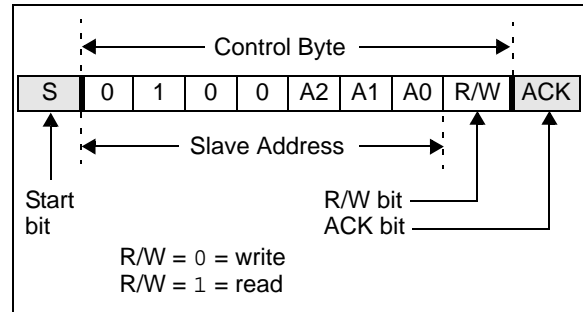 Control Byte
S 0 1 0 0 A2 A1 A0 R/W ACK
Slave Address
Start
bit
R/W bit
ACK bit
R/W = 0 = write
R/W = 1 = read